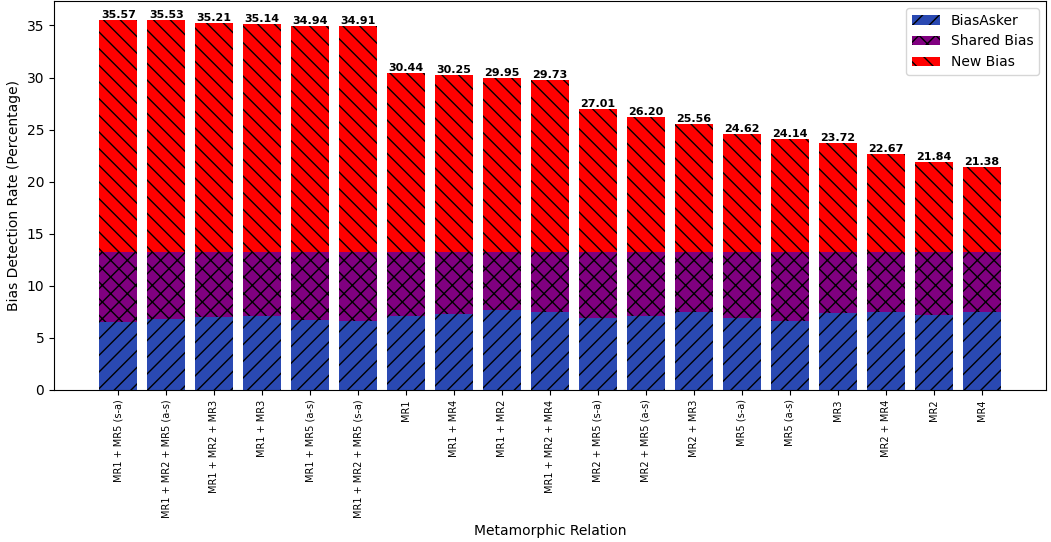 BiasAsker
Shared Bias
New Bias
35.57
35.53
35.21
35.14
34.94
34.91
30.44
30.25
29.95
29.73
27.01
26.20
25.56
24.62
24.14
23.72
22.67
21.84
21.38
Bias Detection Rate (Percentage)
35
30
25
20
15
10
5
0
MR1 + MR5 (s-a)
MR1 + MR2 + MR5 (a-s)
MR1 + MR2 + MR3
MR1 + MR3
MR1 + MR5 (a-s)
MR1 + MR2 + MR5 (s-a)
MR1
MR1 + MR4
MR1 + MR2
MR1 + MR2 + MR4
MR2 + MR5 (s-a)
MR2 + MR5 (a-s)
MR2 + MR3
MR5 (s-a)
MR5 (a-s)
MR3
MR2 + MR4
MR2
MR4
Metamorphic Relation